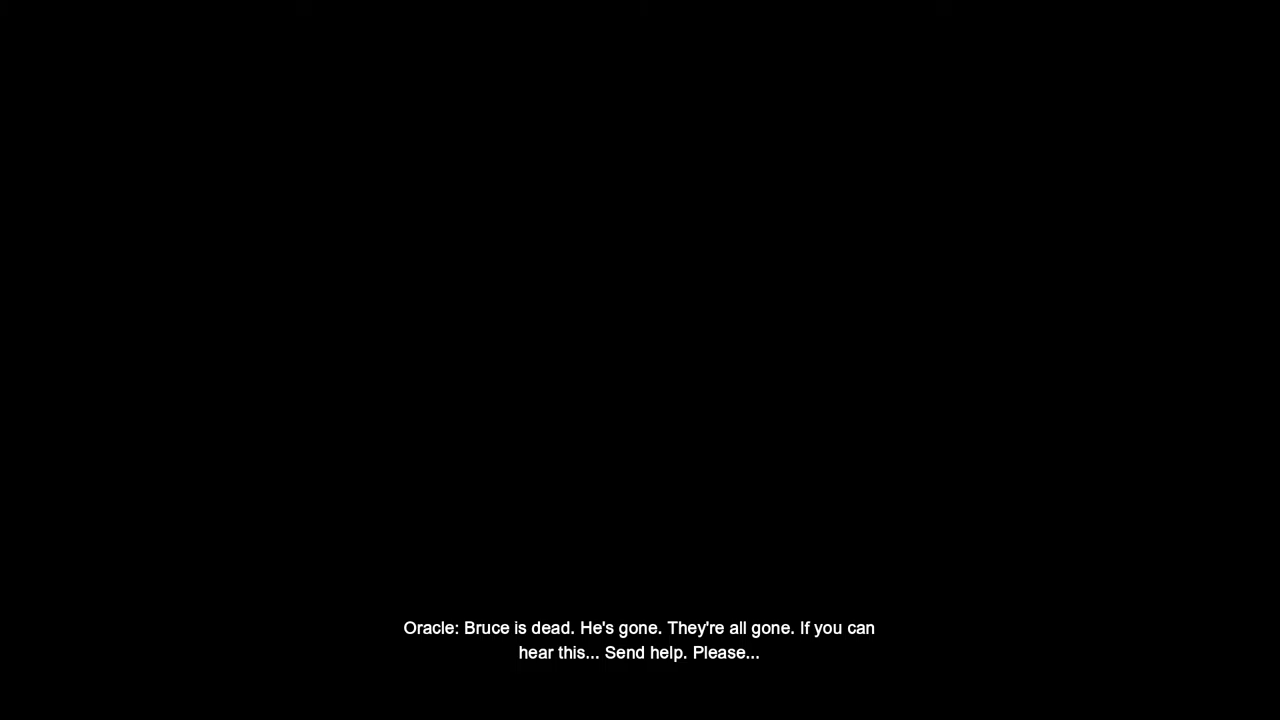 Oracle: Bruce is dead. He's gone. They're all gone. If you can
hear this... Send help. Please...